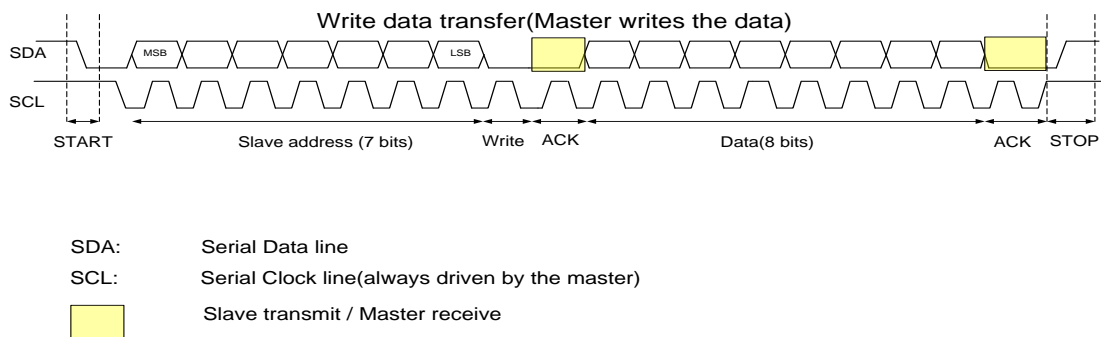 Write data transfer(Master writes the data)
SDA
MSB
LSB
SCL
START
Slave address (7 bits)
Write
ACK
Data(8 bits)
ACK
STOP
SDA: Serial Data line
SCL: Serial Clock line(always driven by the master)
Slave transmit / Master receive